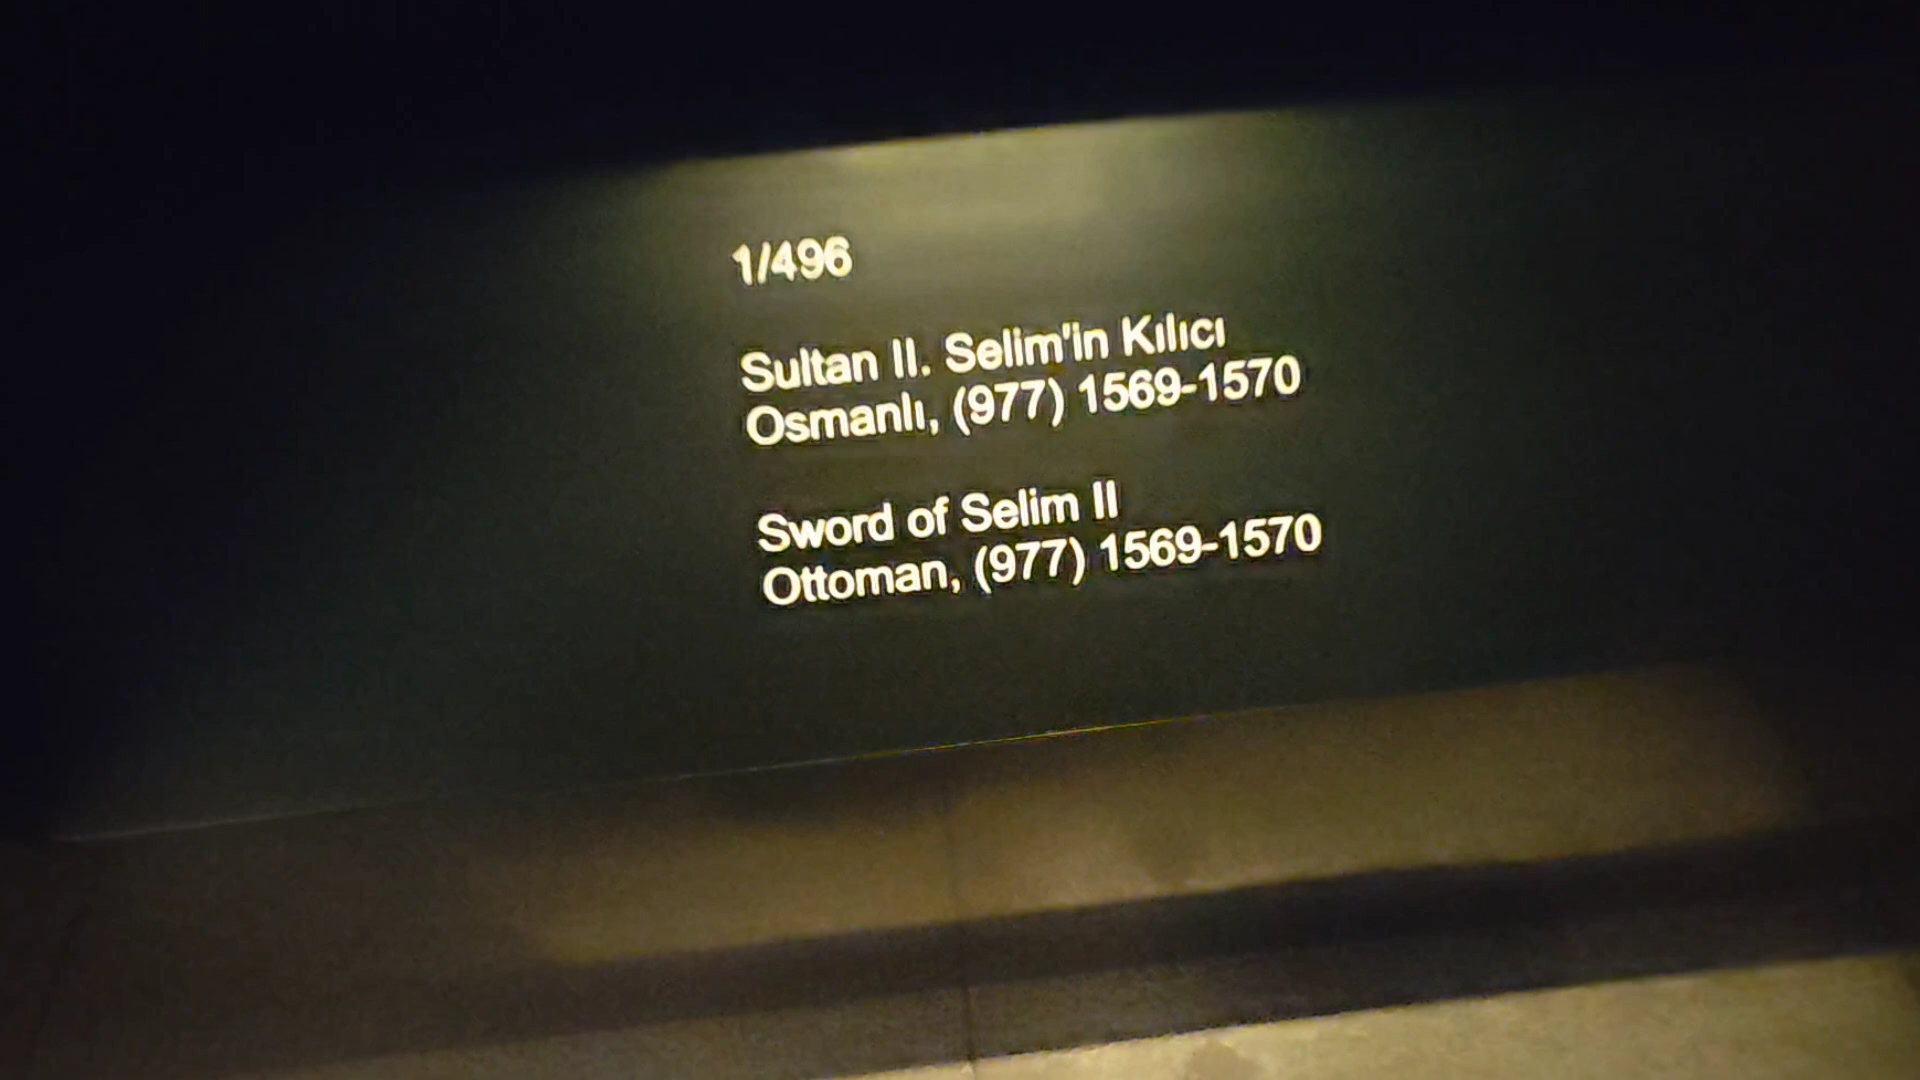 1/496
Sultan II. Selim'in Kılıcı
Osmanlı, (977) 1569-1570
Sword of Selim II
Ottoman, (977) 1569-1570